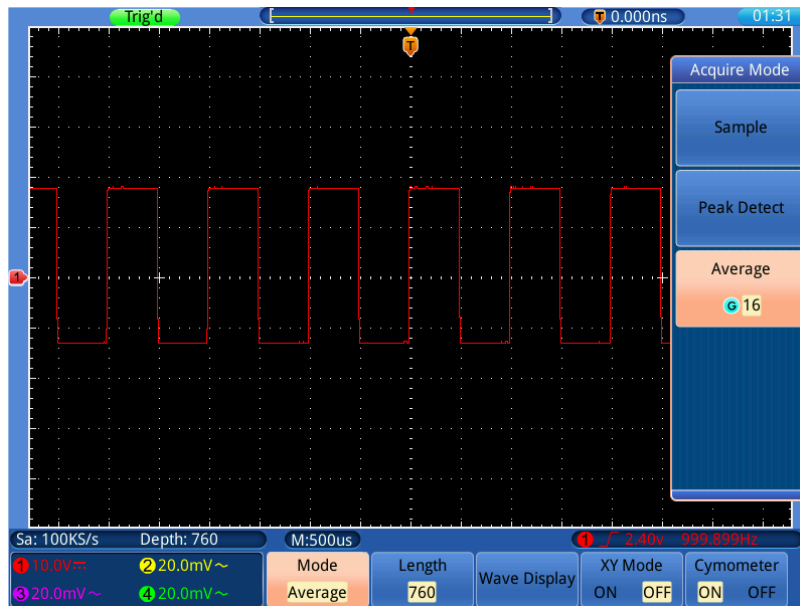 Trig'd
T 0.000ns
01:31
T
Acquire Mode
Sample
Peak Detect
Average
G 16
1
Sa: 100KS/s Depth: 760 M:500us 1 2.40v 999.899Hz
1 10.0V 2 20.0mV
3 20.0mV 4 20.0mV
Mode
Average
Length
760
Wave Display
XY Mode
ON OFF
Cymometer
ON OFF